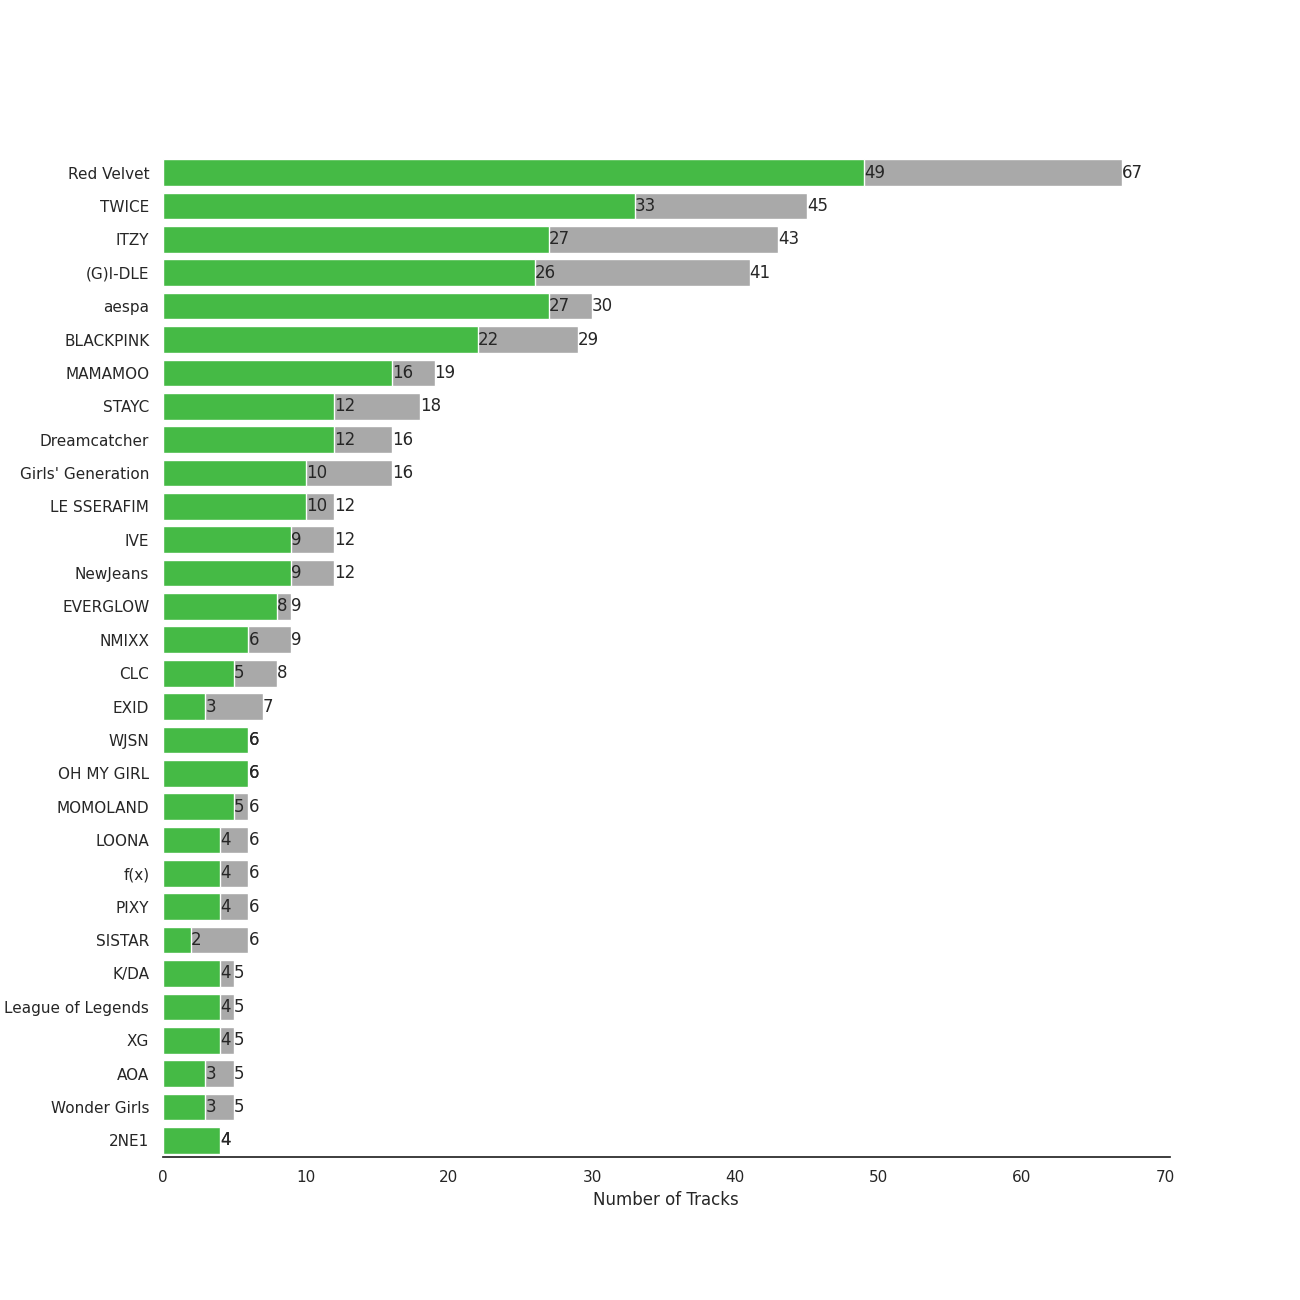 Red Velvet 49 67
TWICE 33 45
ITZY 27 43
(G)I-DLE 26 41
aespa 27 30
BLACKPINK 22 29
MAMAMOO 16 19
STAYC 12 18
Dreamcatcher 12 16
Girls' Generation 10 16
LE SSERAFIM 10 12
IVE 9 12
NewJeans 9 12
EVERGLOW 8 9
NMIXX 6 9
CLC 5 8
EXID 3 7
WJSN 6
OH MY GIRL 6
MOMOLAND 5 6
LOONA 4 6
f(x) 4 6
PIXY 4 6
SISTAR 2 6
K/DA 4 5
League of Legends 4 5
XG 4 5
AOA 3 5
Wonder Girls 3 5
2NE1 4
0 10 20 30 40 50 60 70
Number of Tracks